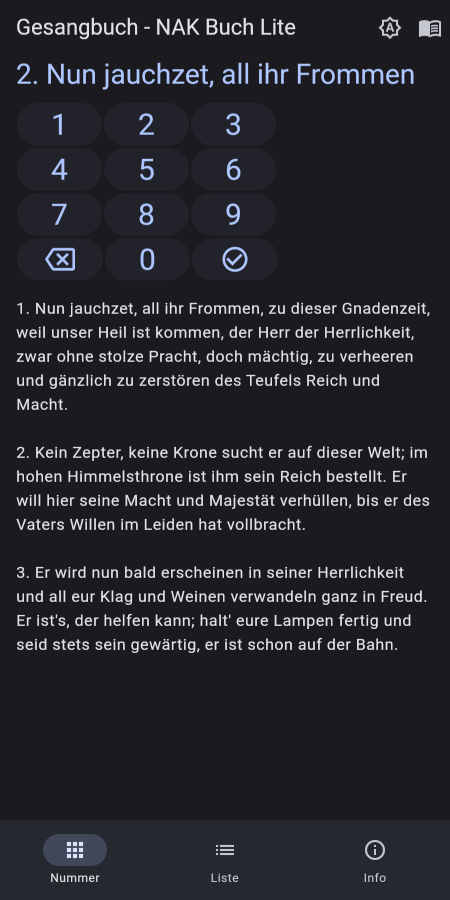 Gesangbuch - NAK Buch Lite
2. Nun jauchzet, all ihr Frommen
1 2 3
4 5 6
7 8 9
0
1. Nun jauchzet, all ihr Frommen, zu dieser Gnadenzeit,
weil unser Heil ist kommen, der Herr der Herrlichkeit,
zwar ohne stolze Pracht, doch mächtig, zu verheeren
und gänzlich zu zerstören des Teufels Reich und
Macht.
2. Kein Zepter, keine Krone sucht er auf dieser Welt; im
hohen Himmelsthrone ist ihm sein Reich bestellt. Er
will hier seine Macht und Majestät verhüllen, bis er des
Vaters Willen im Leiden hat vollbracht.
3. Er wird nun bald erscheinen in seiner Herrlichkeit
und all eur Klag und Weinen verwandeln ganz in Freud.
Er ist's, der helfen kann; halt' eure Lampen fertig und
seid stets sein gewärtig, er ist schon auf der Bahn.
Nummer Liste Info